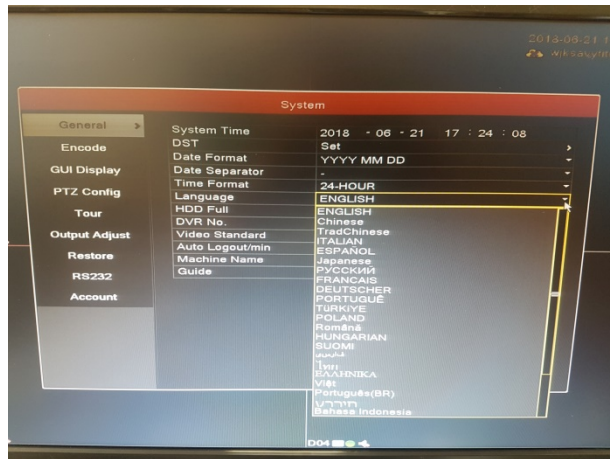 System
General >
Encode
GUI Display
PTZ Config
Tour
Output Adjust
Restore
RS232
Account
System Time 2018 - 06 - 21 17 : 24 : 08
DST Set
Date Format YYYY MM DD
Date Separator -
Time Format 24-HOUR
Language ENGLISH
HDD Full
DVR No.
Video Standard
Auto Logout/min
Machine Name
Guide
ENGLISH
Chinese
TradChinese
ITALIAN
ESPAÑOL
Japanese
РУССКИЙ
FRANCAIS
DEUTSCHER
PORTUGUÊ
TüRKIYE
POLAND
Română
HUNGARIAN
SUOMI
ไทย
ΕΛΛΗΝΙΚΑ
Việt
Português(BR)
Bahasa Indonesia
D04